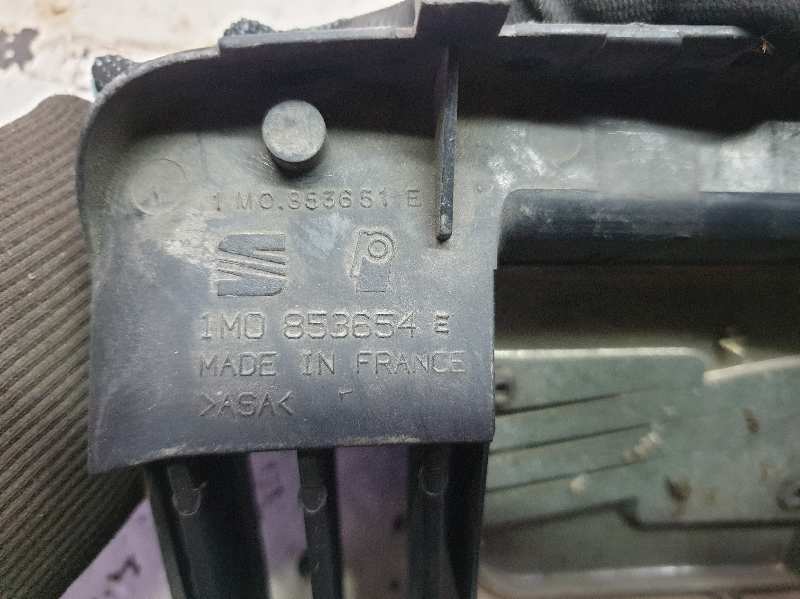 1M0.853651 E
1M0 853654 E
MADE IN FRANCE
>ASA<